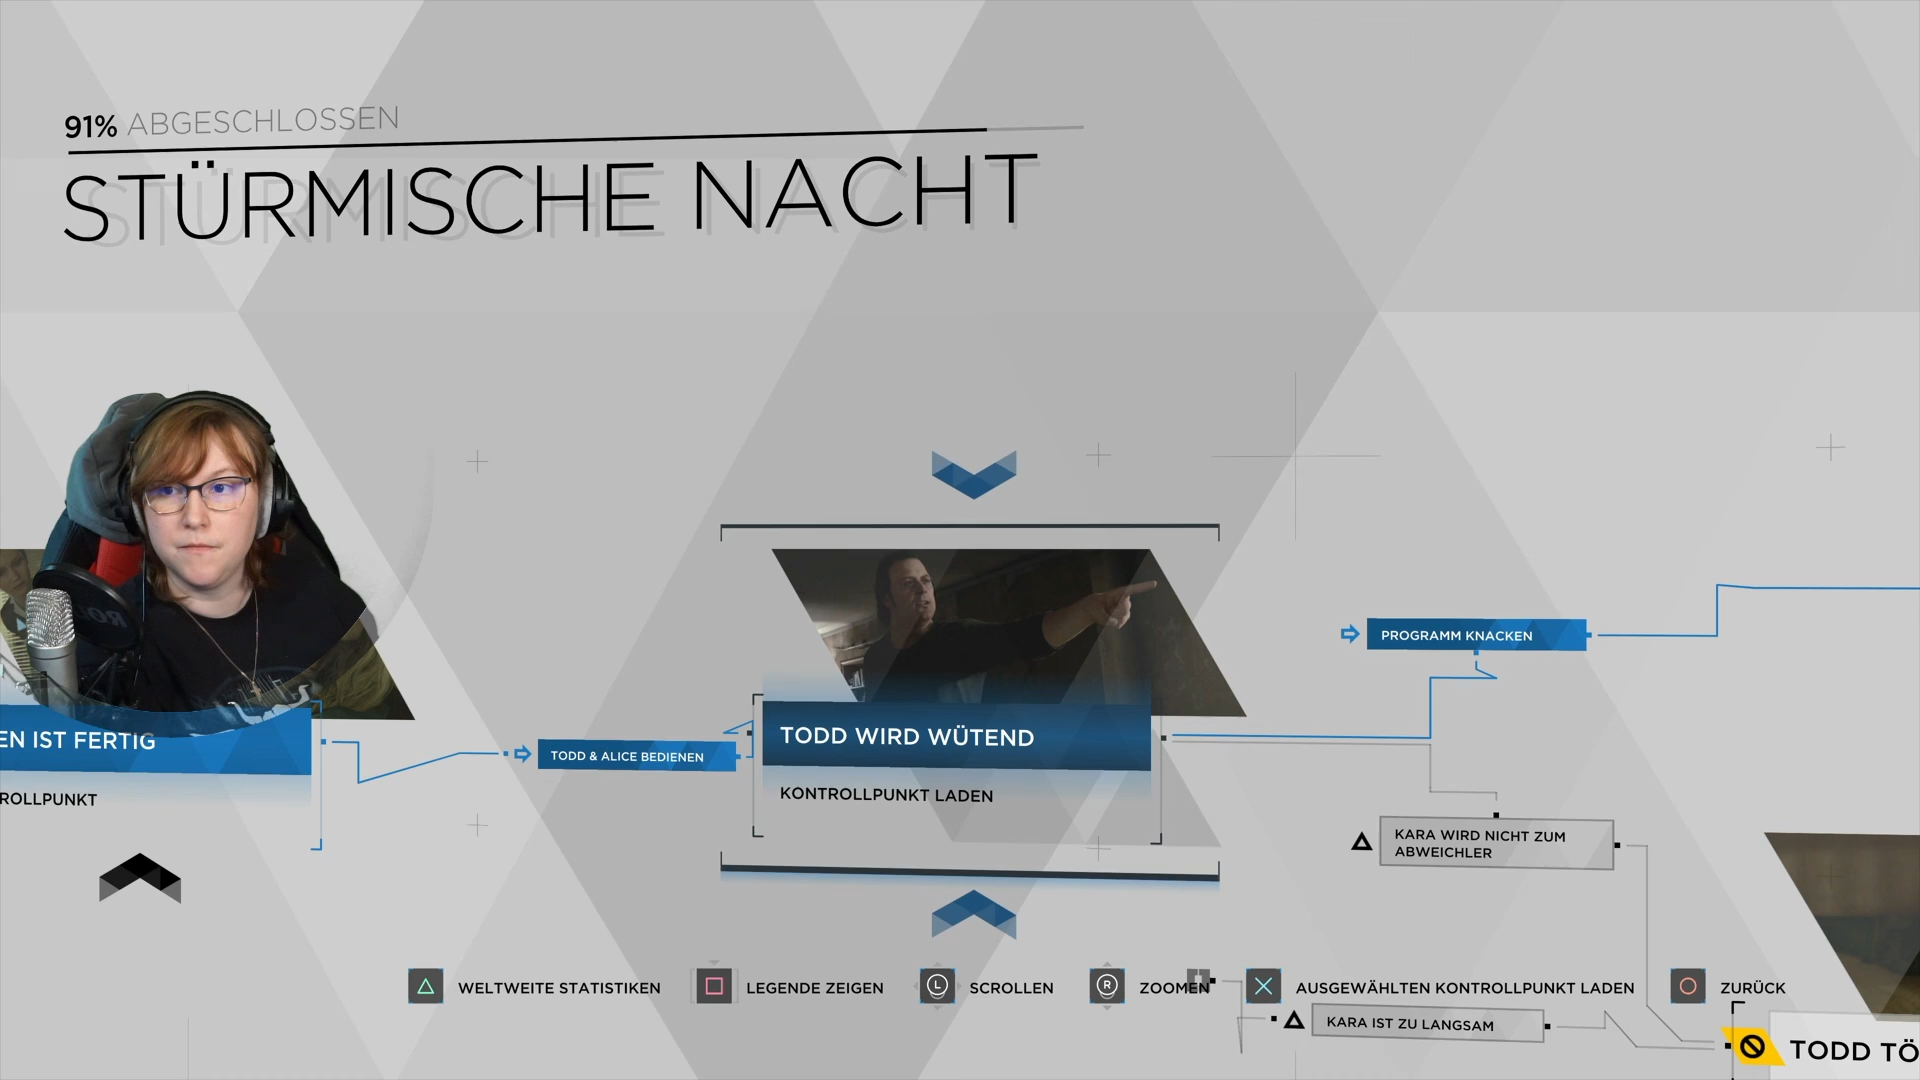 91% ABGESCHLOSSEN
STÜRMISCHE NACHT
PROGRAMM KNACKEN
EN IST FERTIG
ROLLPUNKT
TODD & ALICE BEDIENEN
TODD WIRD WÜTEND
KONTROLLPUNKT LADEN
KARA WIRD NICHT ZUM
ABWEICHLER
WELTWEITE STATISTIKEN
LEGENDE ZEIGEN
L SCROLLEN
R ZOOMEN
AUSGEWÄHLTEN KONTROLLPUNKT LADEN
ZURÜCK
KARA IST ZU LANGSAM
TODD TÖ